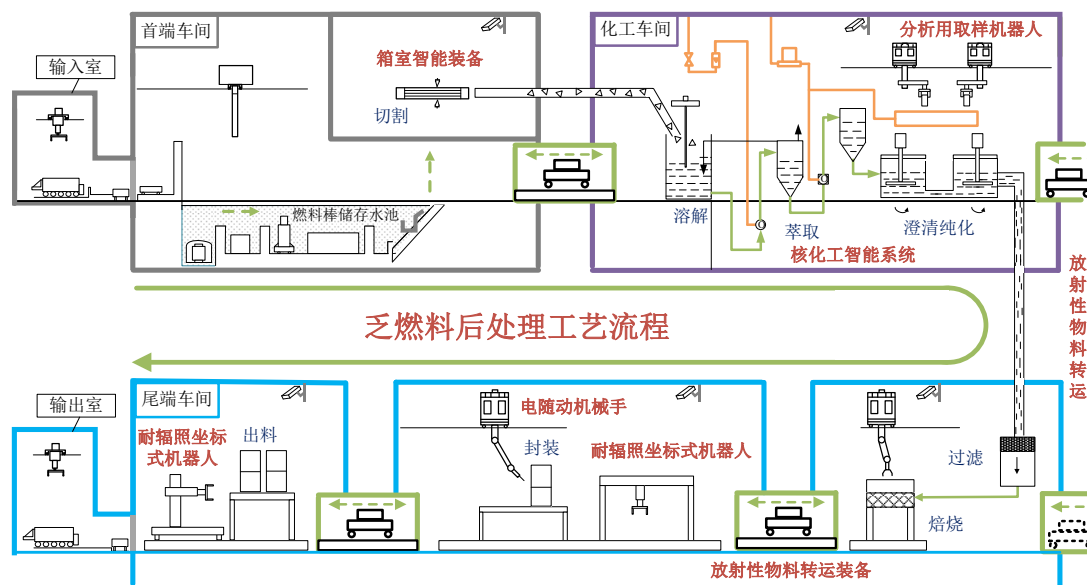 首端车间
化工车间
分析用取样机器人
输入室
箱室智能装备
切割
燃料棒储存水池
溶解
萃取
澄清纯化
核化工智能系统
放射性物料转运
乏燃料后处理工艺流程
尾端车间
输出室
耐辐照坐标
式机器人
出料
电随动机械手
封装
耐辐照坐标式机器人
过滤
焙烧
放射性物料转运装备